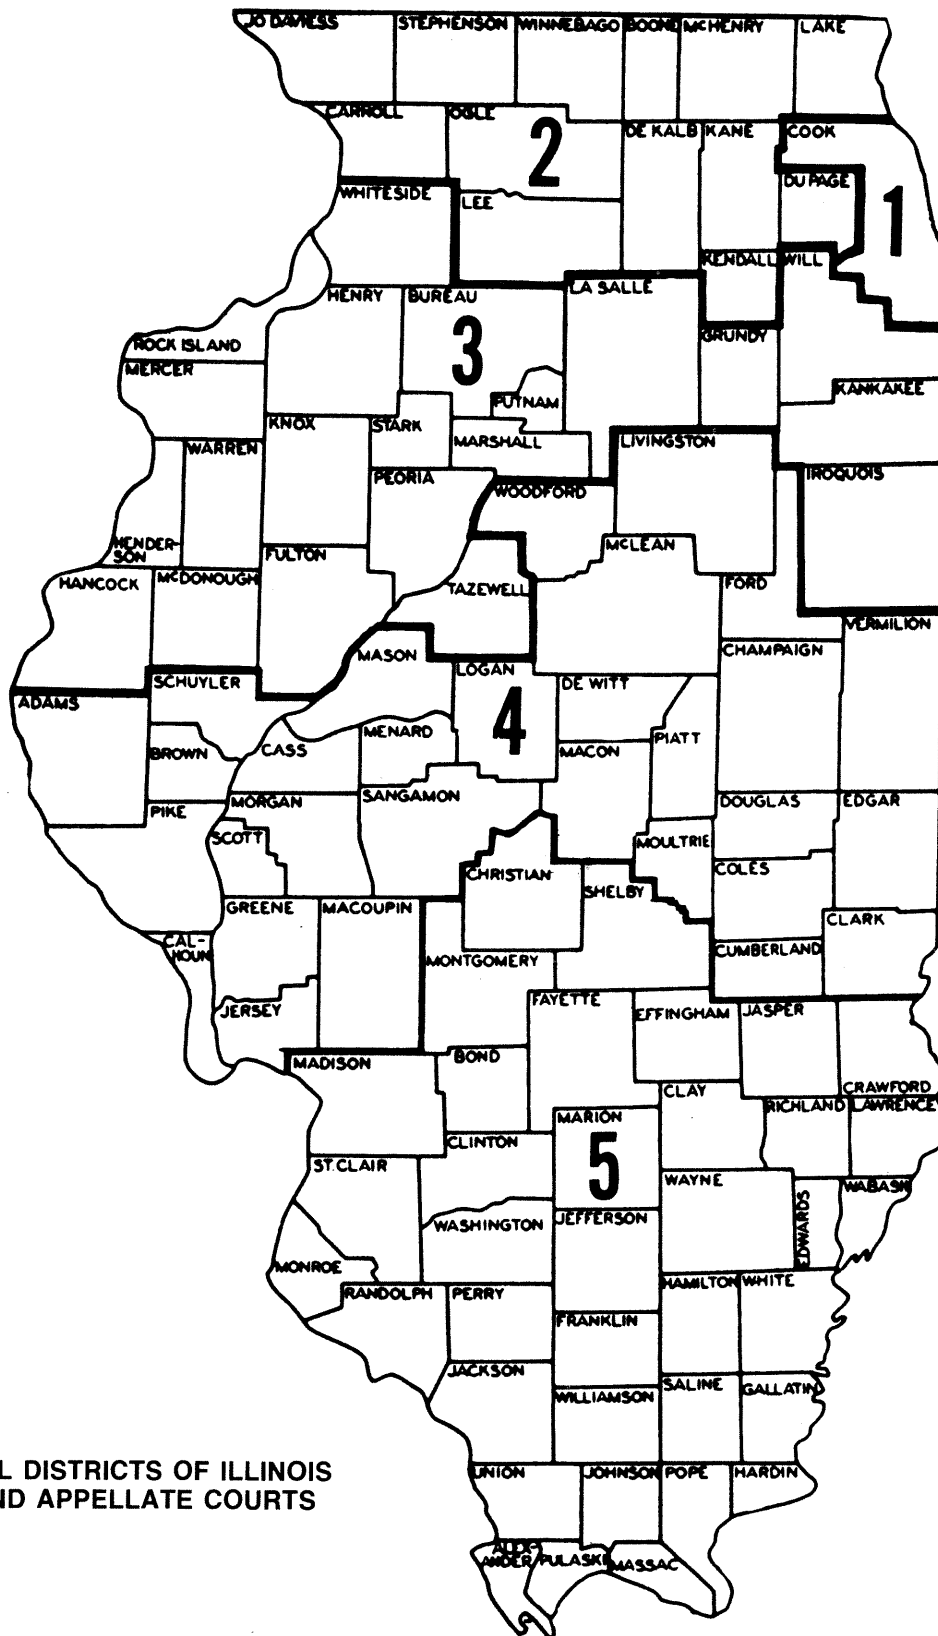 JO DAVIESS STEPHENSON WINNEBAGO BOONE McHENRY LAKE
CARROLL OGLE DE KALB KANE COOK
2
WHITESIDE LEE DU PAGE
1
KENDALL WILL
HENRY BUREAU LA SALLE
ROCK ISLAND 3 GRUNDY
MERCER PUTNAM KANKAKEE
KNOX STARK MARSHALL LIVINGSTON
WARREN PEORIA WOODFORD IROQUOIS
HENDER-
SON
FULTON McLEAN
HANCOCK McDONOUGH TAZEWELL FORD
VERMILION
MASON LOGAN CHAMPAIGN
ADAMS SCHUYLER DE WITT
4
BROWN CASS MENARD MACON PIATT
PIKE MORGAN SANGAMON DOUGLAS EDGAR
SCOTT MOULTRIE
CHRISTIAN SHELBY COLES
GREENE MACOUPIN CLARK
CAL-
HOUN
MONTGOMERY CUMBERLAND
JERSEY FAYETTE EFFINGHAM JASPER
MADISON BOND
CLAY CRAWFORD
MARION RICHLAND LAWRENCE
CLINTON
5
ST. CLAIR WAYNE WABASH
EDWARDS
WASHINGTON JEFFERSON
MONROE
RANDOLPH PERRY HAMILTON WHITE
FRANKLIN
JACKSON
WILLIAMSON SALINE GALLATIN
L DISTRICTS OF ILLINOIS
ND APPELLATE COURTS
UNION JOHNSON POPE HARDIN
ALEX-
ANDER
PULASKI MASSAC